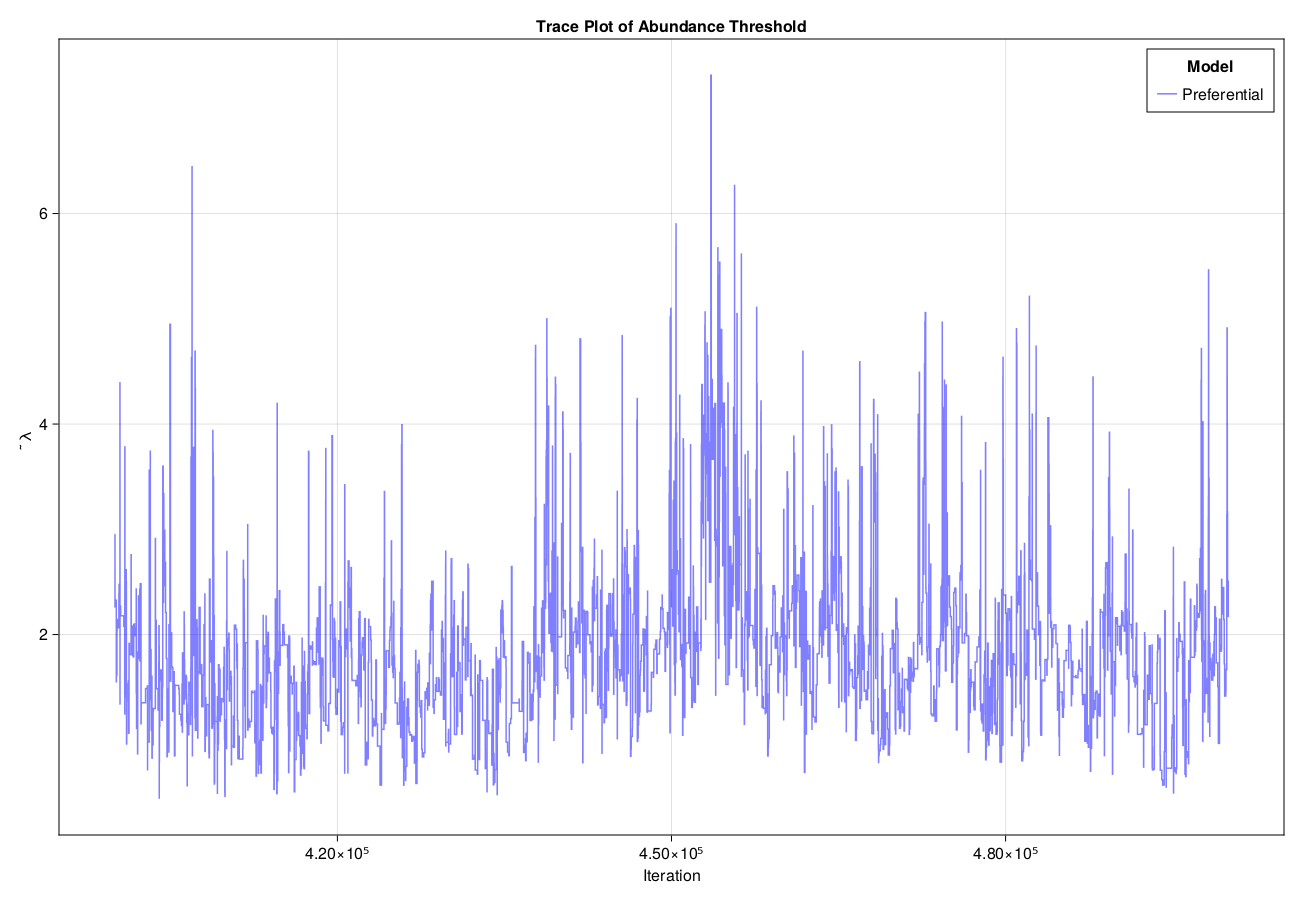 Trace Plot of Abundance Threshold
Model
Preferential
6
4
2
λ̃
4.20×10⁵
4.50×10⁵
4.80×10⁵
Iteration